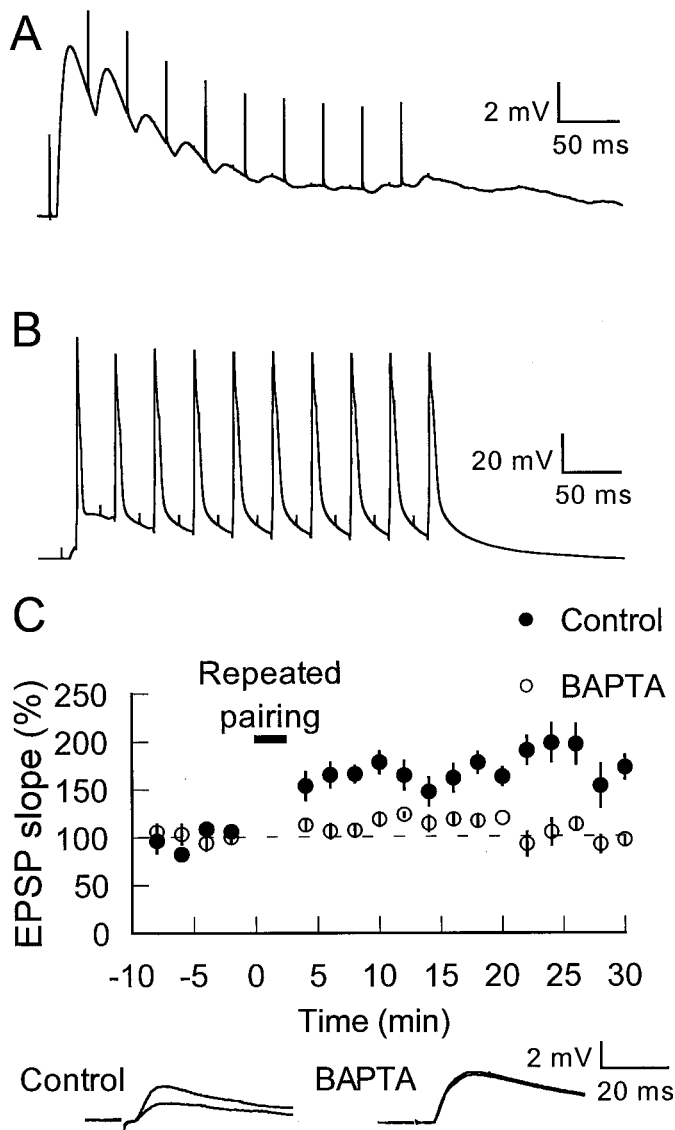 A
2 mV
50 ms
B
20 mV
50 ms
C
Control
BAPTA
Repeated
pairing
EPSP slope (%)
250
200
150
100
50
0
-10 -5 0 5 10 15 20 25 30
Time (min)
Control
BAPTA
2 mV
20 ms